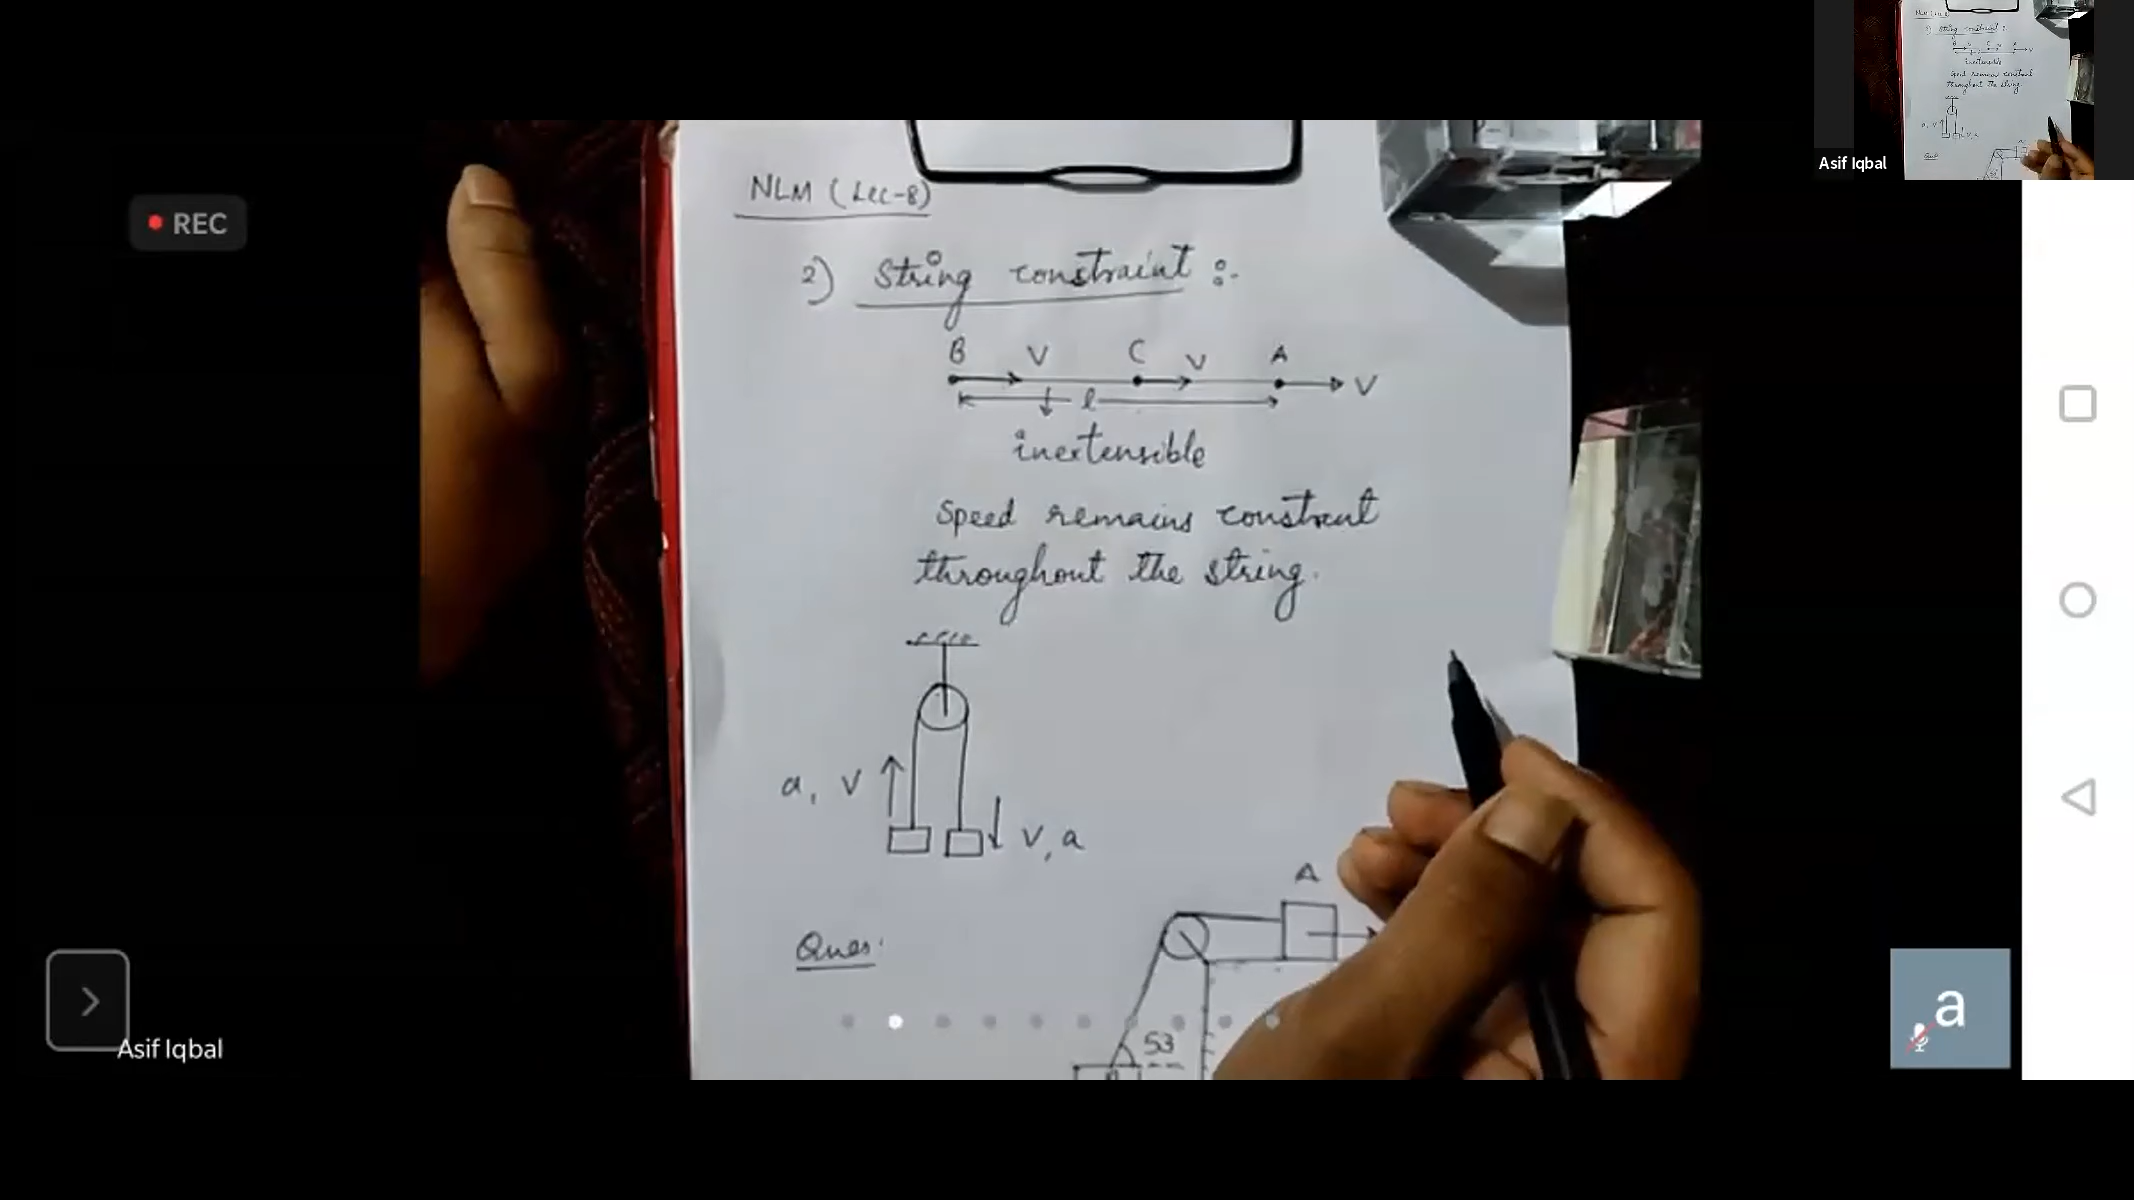 REC
NLM (Lec-8)
2) String constraint :-
B V C V A V
l
inextensible
Speed remains constant
throughout the string.
a, v
v, a
Ques:
A
53
Asif Iqbal
a
Asif Iqbal